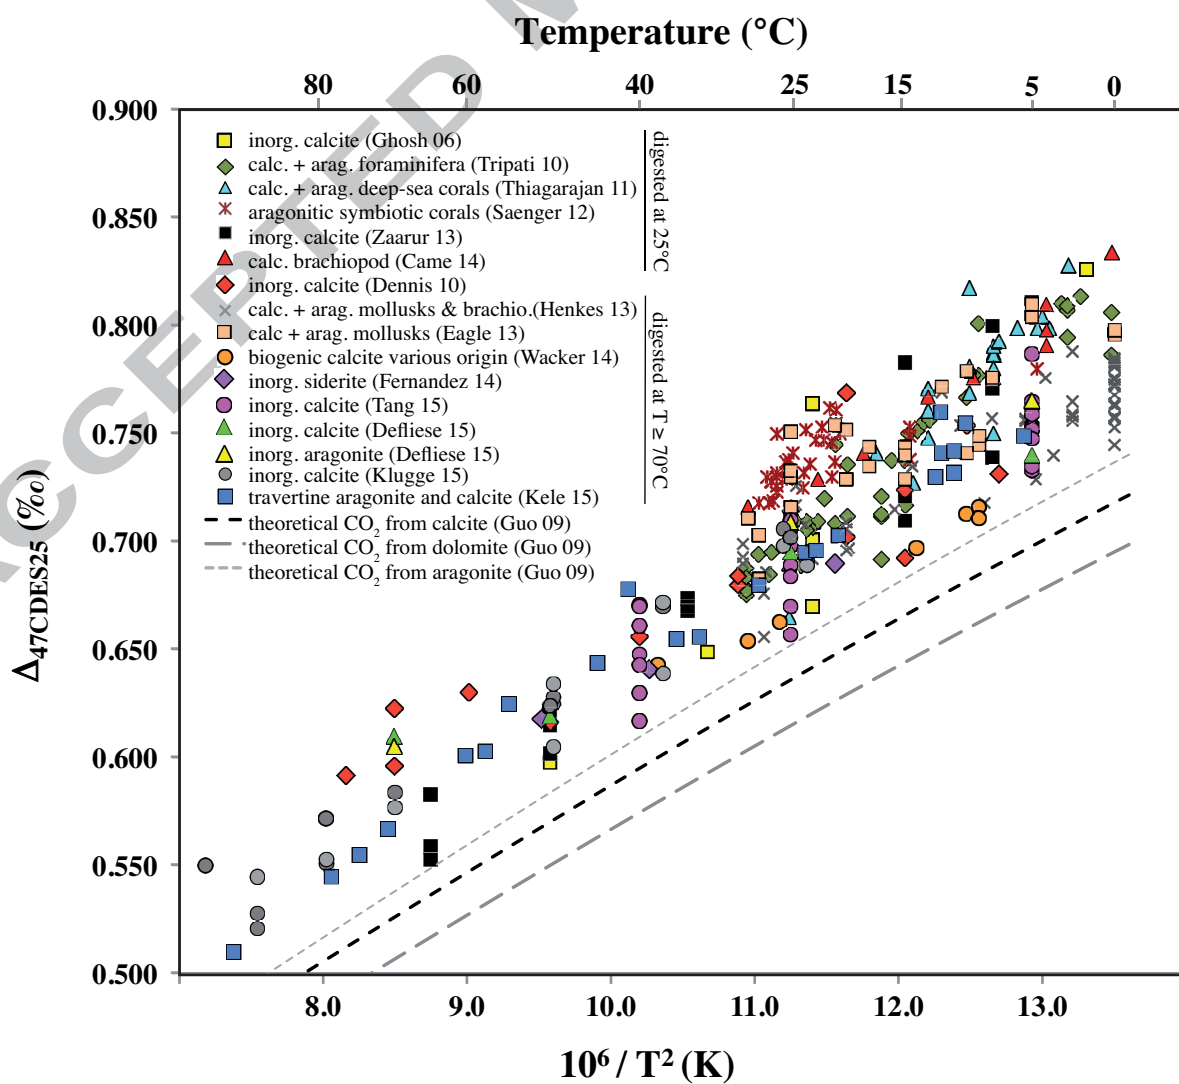 Temperature (°C)
80 60 40 25 15 5 0
0.900
0.850
0.800
0.750
0.700
0.650
0.600
0.550
0.500
Δ47CDES25 (‰)
inorg. calcite (Ghosh 06)
calc. + arag. foraminifera (Tripati 10)
calc. + arag. deep-sea corals (Thiagarajan 11)
aragonitic symbiotic corals (Saenger 12)
inorg. calcite (Zaarur 13)
calc. brachiopod (Came 14)
inorg. calcite (Dennis 10)
calc. + arag. mollusks & brachio.(Henkes 13)
calc + arag. mollusks (Eagle 13)
biogenic calcite various origin (Wacker 14)
inorg. siderite (Fernandez 14)
inorg. calcite (Tang 15)
inorg. calcite (Defliese 15)
inorg. aragonite (Defliese 15)
inorg. calcite (Klugge 15)
travertine aragonite and calcite (Kele 15)
theoretical CO2 from calcite (Guo 09)
theoretical CO2 from dolomite (Guo 09)
theoretical CO2 from aragonite (Guo 09)
digested at 25°C
digested at T ≥ 70°C
8.0 9.0 10.0 11.0 12.0 13.0
10⁶ / T² (K)
ACCEPTED M